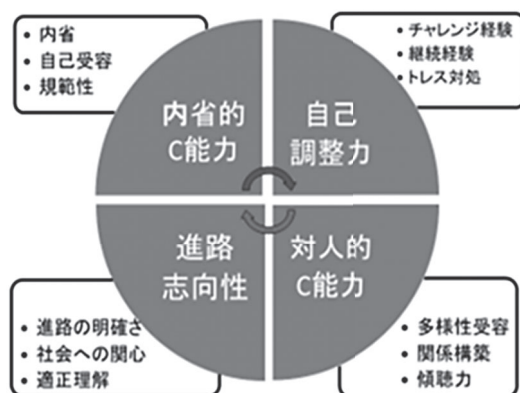 • 内省
• 自己受容
• 規範性
• チャレンジ経験
• 継続経験
• トレス対処
内省的
C能力
自己
調整力
進路
志向性
対人的
C能力
• 進路の明確さ
• 社会への関心
• 適正理解
• 多様性受容
• 関係構築
• 傾聴力